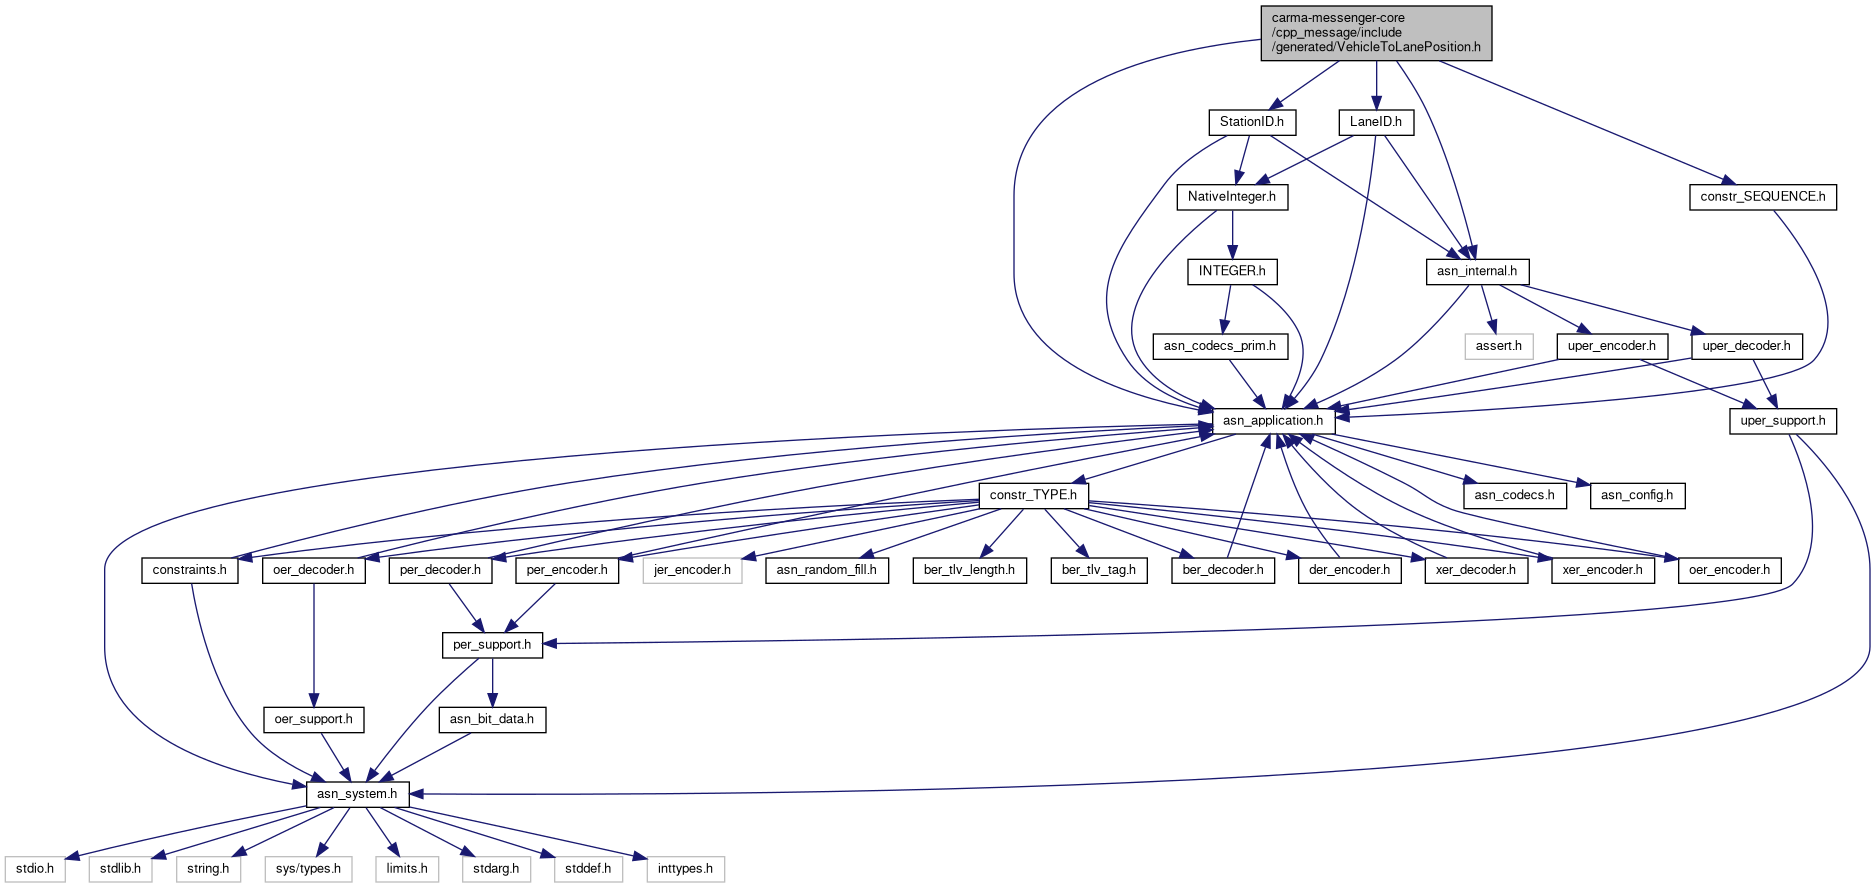 carma-messenger-core
/cpp_message/include
/generated/VehicleToLanePosition.h
StationID.h
LaneID.h
NativeInteger.h
constr_SEQUENCE.h
INTEGER.h
asn_internal.h
asn_codecs_prim.h
assert.h
uper_encoder.h
uper_decoder.h
asn_application.h
uper_support.h
constr_TYPE.h
asn_codecs.h
asn_config.h
constraints.h
oer_decoder.h
per_decoder.h
per_encoder.h
jer_encoder.h
asn_random_fill.h
ber_tlv_length.h
ber_tlv_tag.h
ber_decoder.h
der_encoder.h
xer_decoder.h
xer_encoder.h
oer_encoder.h
per_support.h
oer_support.h
asn_bit_data.h
asn_system.h
stdio.h
stdlib.h
string.h
sys/types.h
limits.h
stdarg.h
stddef.h
inttypes.h